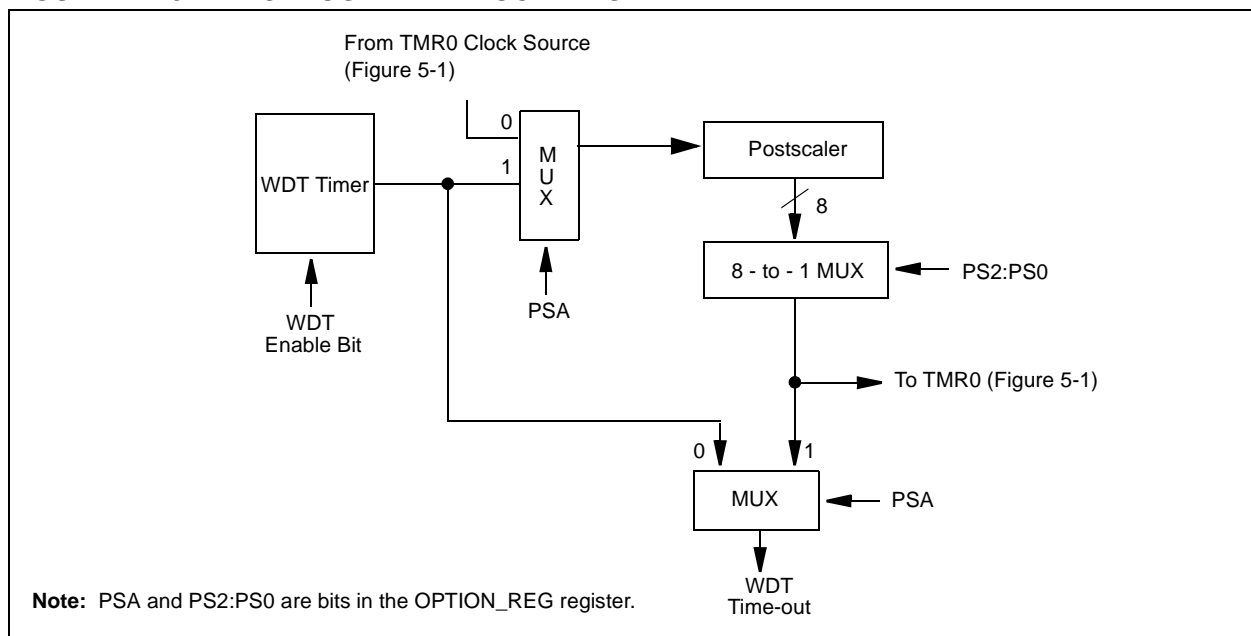 From TMR0 Clock Source
(Figure 5-1)
0
1
M
U
X
WDT Timer
Postscaler
8
8 - to - 1 MUX
PS2:PS0
PSA
WDT
Enable Bit
To TMR0 (Figure 5-1)
0
1
MUX
PSA
WDT
Time-out
Note: PSA and PS2:PS0 are bits in the OPTION_REG register.